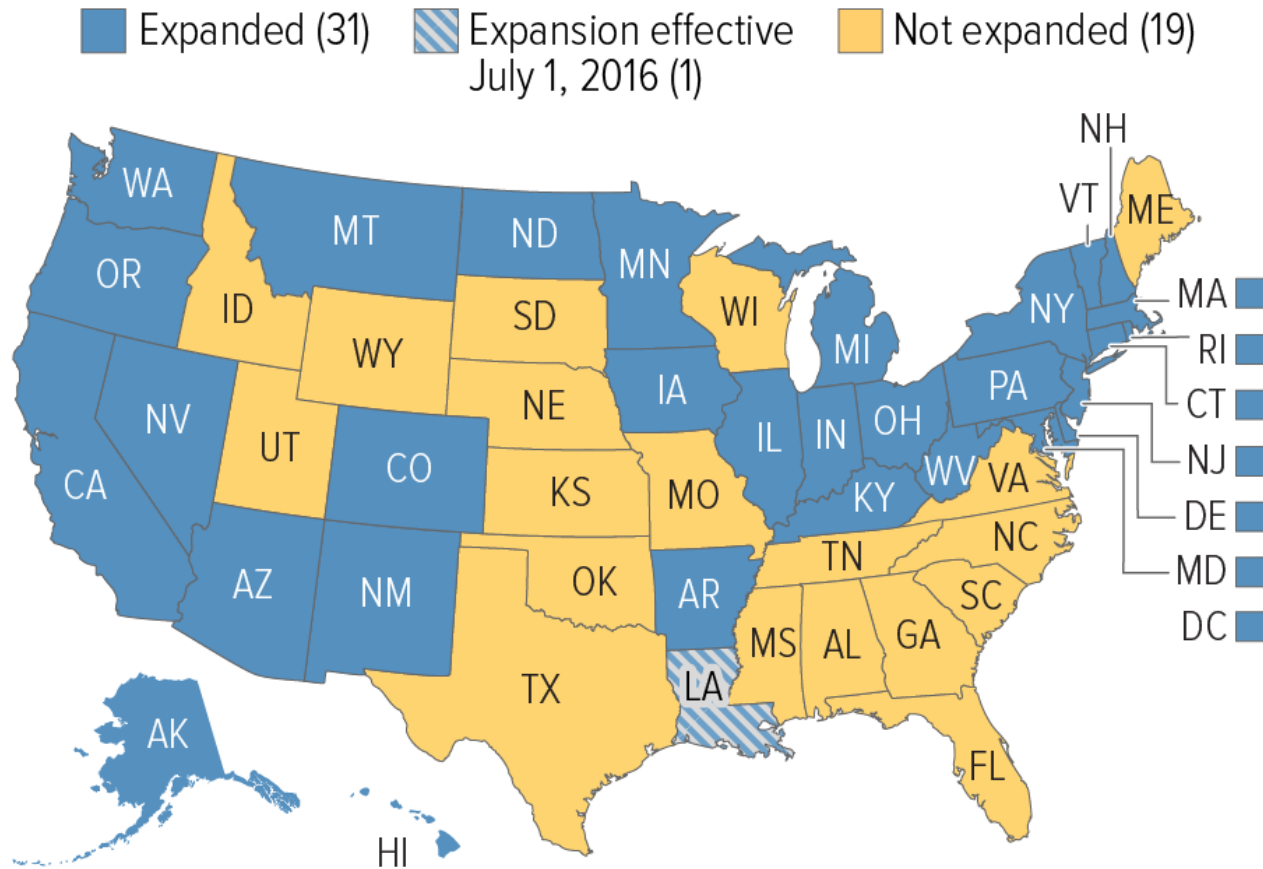 Expanded (31)
Expansion effective
July 1, 2016 (1)
Not expanded (19)
NH
VT
ME
WA
MT
ND
MN
OR
ID
SD
WI
NY
MA
WY
MI
RI
IA
PA
NE
CT
NV
UT
IL
IN
OH
CO
NJ
CA
WV
VA
KS
MO
KY
DE
TN
NC
AZ
NM
OK
AR
MD
SC
MS
AL
GA
DC
TX
LA
AK
FL
HI